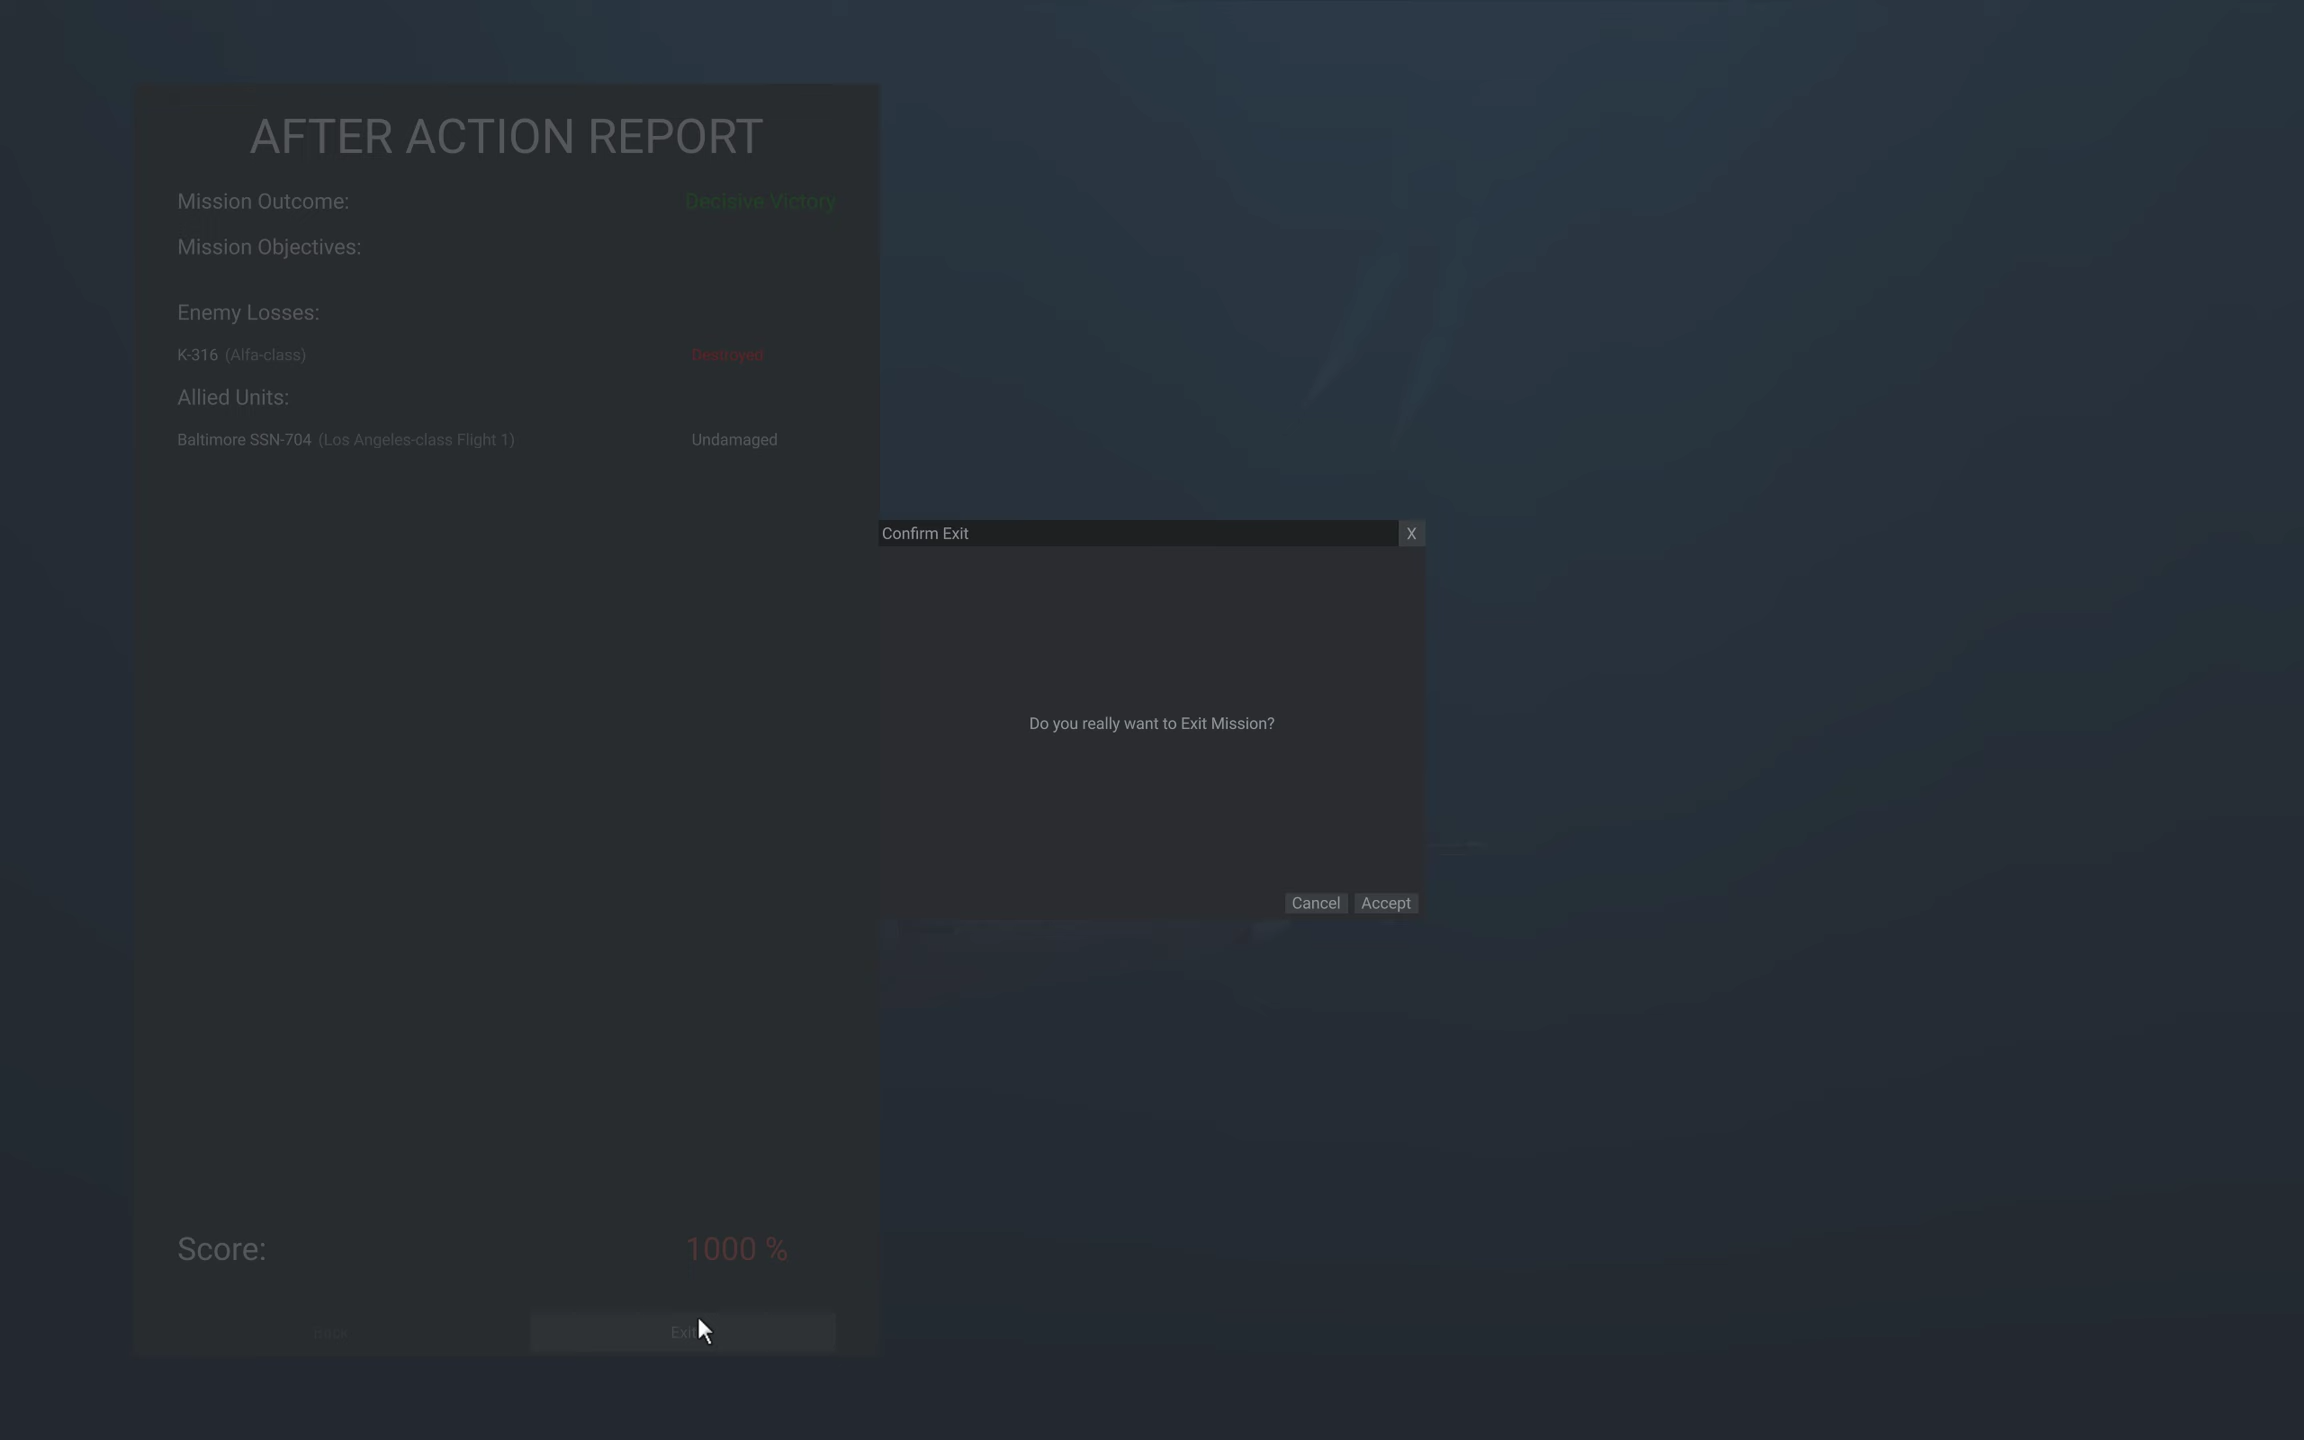 AFTER ACTION REPORT
Mission Outcome: Decisive Victory
Mission Objectives:
Enemy Losses:
K-316 (Alfa-class) Destroyed
Allied Units:
Baltimore SSN-704 (Los Angeles-class Flight 1) Undamaged
Confirm Exit X
Do you really want to Exit Mission?
Cancel Accept
Score: 1000 %
Back Exit